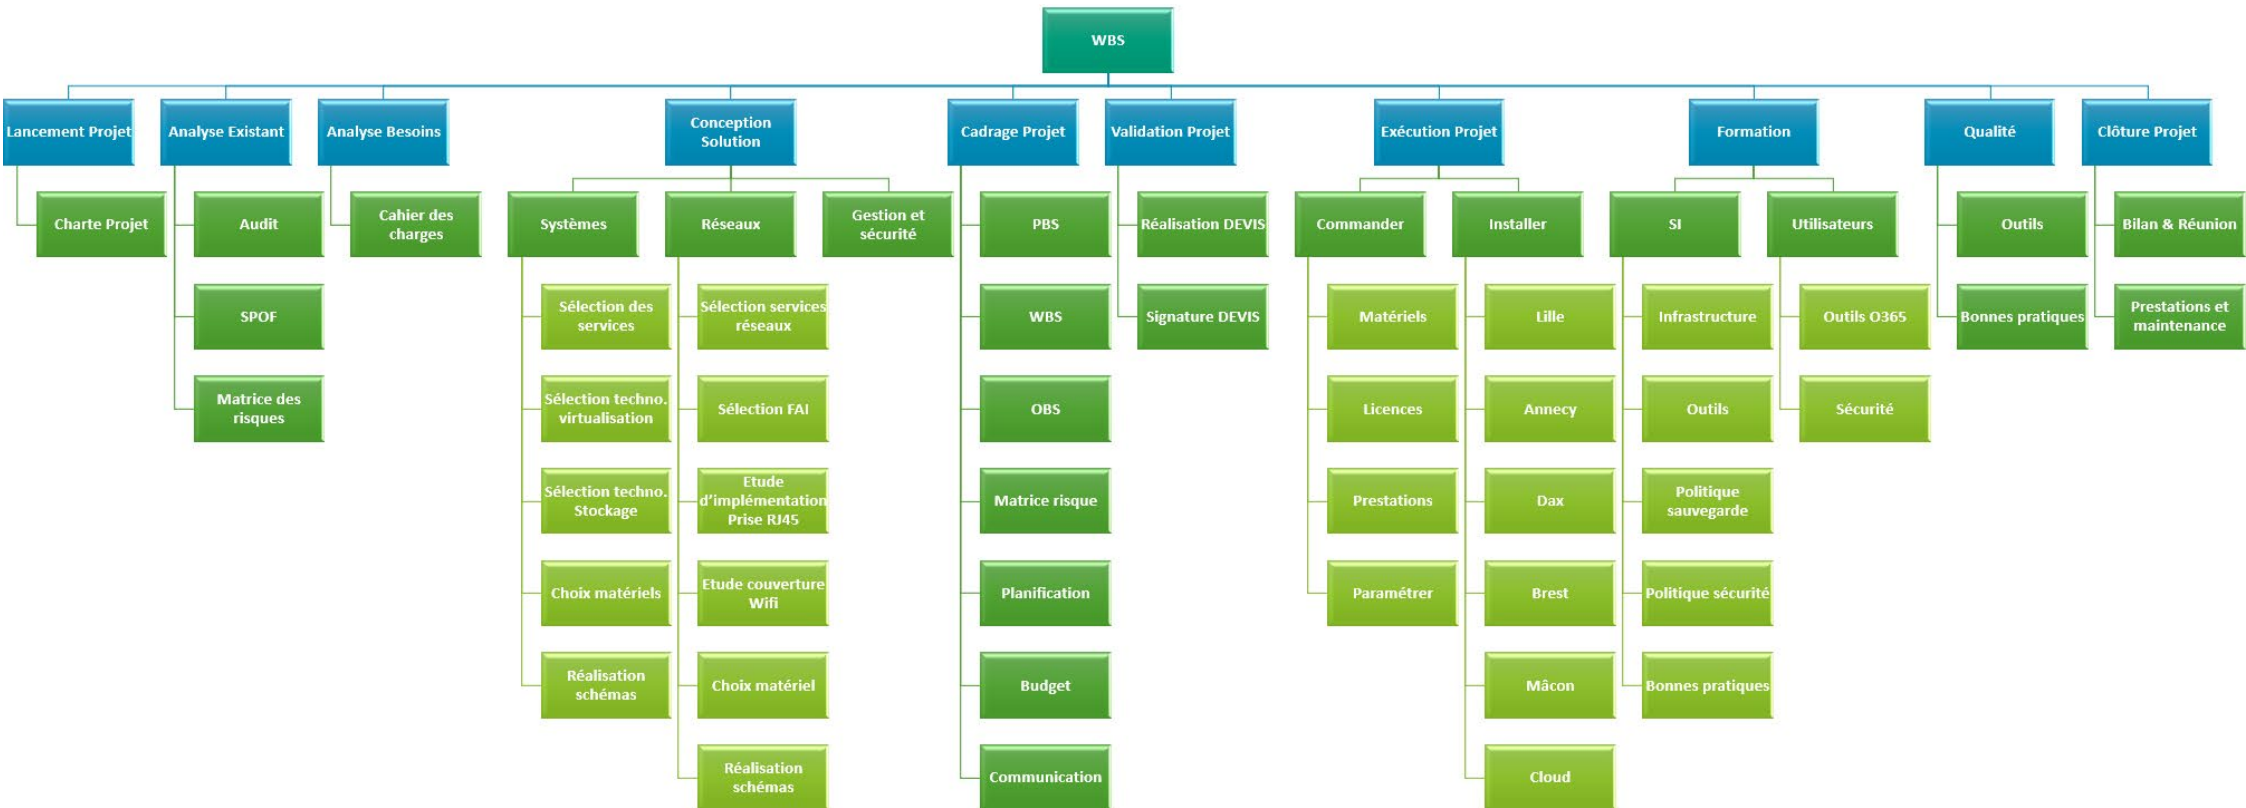 WBS
Lancement Projet
Charte Projet
Analyse Existant
Audit
SPOF
Matrice des
risques
Analyse Besoins
Cahier des
charges
Conception
Solution
Systèmes
Sélection des
services
Sélection techno.
virtualisation
Sélection techno.
Stockage
Choix matériels
Réalisation
schémas
Réseaux
Sélection services
réseaux
Sélection FAI
Etude
d'implémentation
Prise RJ45
Etude couverture
Wifi
Choix matériel
Réalisation
schémas
Gestion et
sécurité
Cadrage Projet
PBS
WBS
OBS
Matrice risque
Planification
Budget
Communication
Validation Projet
Réalisation DEVIS
Signature DEVIS
Exécution Projet
Commander
Matériels
Licences
Prestations
Paramétrer
Installer
Lille
Annecy
Dax
Brest
Mâcon
Cloud
Formation
SI
Infrastructure
Outils
Politique
sauvegarde
Politique sécurité
Bonnes pratiques
Utilisateurs
Outils O365
Sécurité
Qualité
Outils
Bonnes pratiques
Clôture Projet
Bilan & Réunion
Prestations et
maintenance